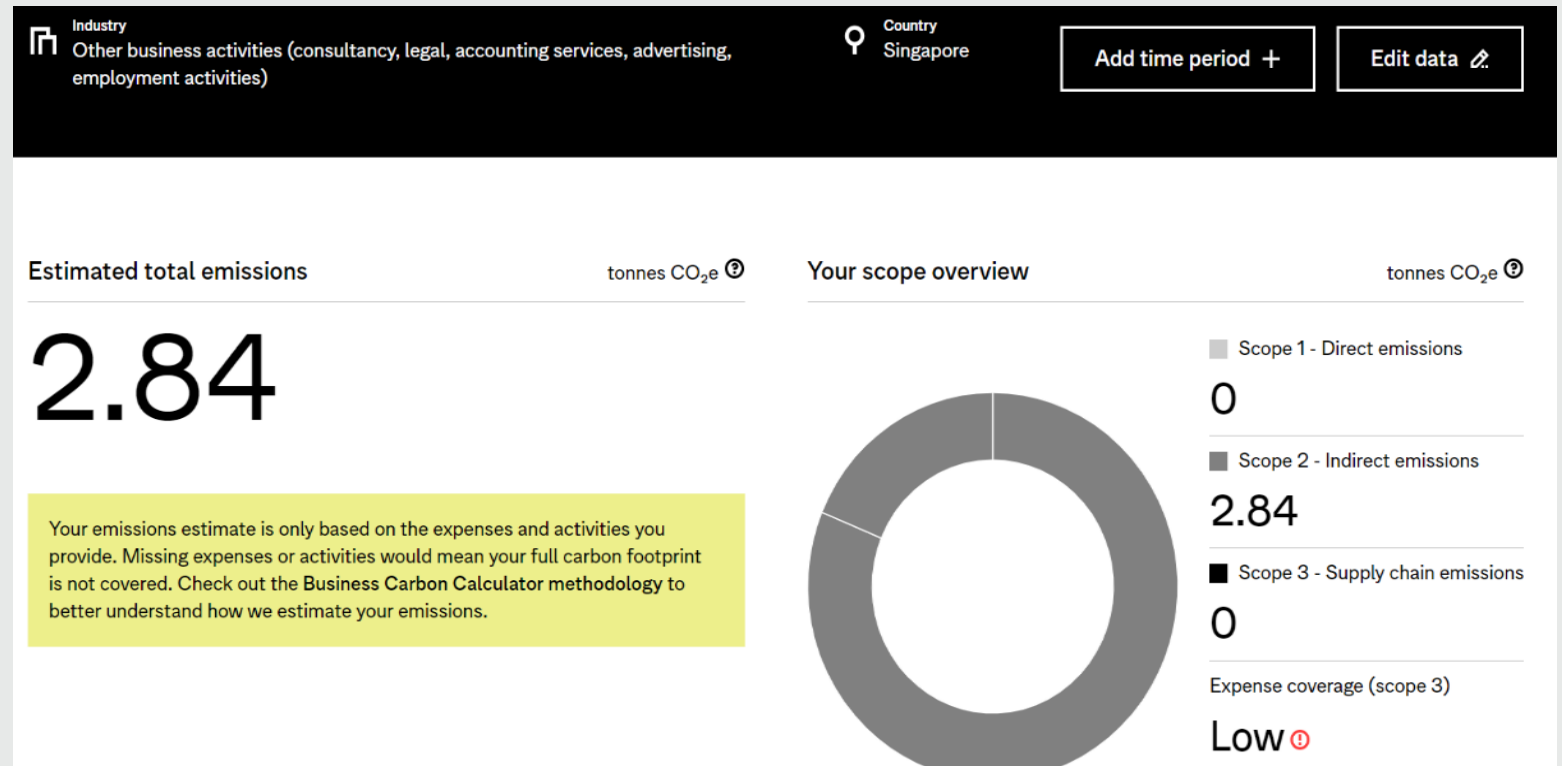 Industry
Other business activities (consultancy, legal, accounting services, advertising,
employment activities)
Country
Singapore
Add time period +
Edit data
Estimated total emissions
tonnes CO₂e
2.84
Your emissions estimate is only based on the expenses and activities you
provide. Missing expenses or activities would mean your full carbon footprint
is not covered. Check out the Business Carbon Calculator methodology to
better understand how we estimate your emissions.
Your scope overview
tonnes CO₂e
Scope 1 - Direct emissions
0
Scope 2 - Indirect emissions
2.84
Scope 3 - Supply chain emissions
0
Expense coverage (scope 3)
Low